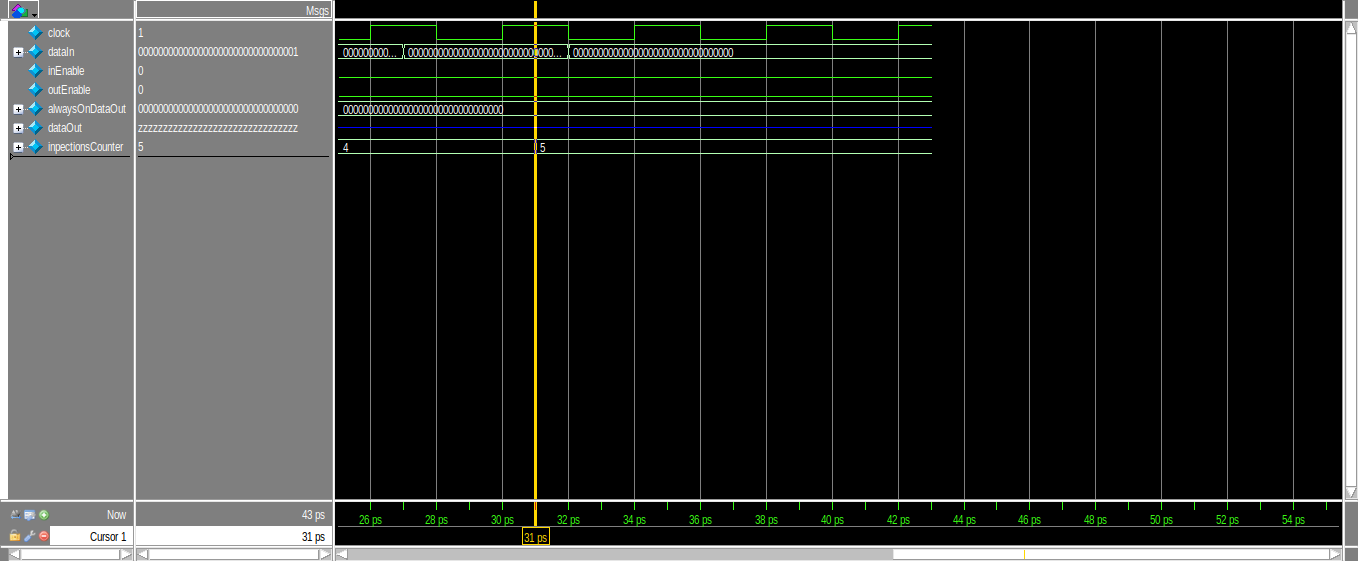 Msgs
clock 1
dataIn 00000000000000000000000000000001 000000000... 00000000000000000000000000000... 00000000000000000000000000000000
inEnable 0
outEnable 0
alwaysOnDataOut 00000000000000000000000000000000 00000000000000000000000000000000
dataOut zzzzzzzzzzzzzzzzzzzzzzzzzzzzzzzz
inpectionsCounter 5 4 5
Now 43 ps 26 ps 28 ps 30 ps 32 ps 34 ps 36 ps 38 ps 40 ps 42 ps 44 ps 46 ps 48 ps 50 ps 52 ps 54 ps
Cursor 1 31 ps 31 ps